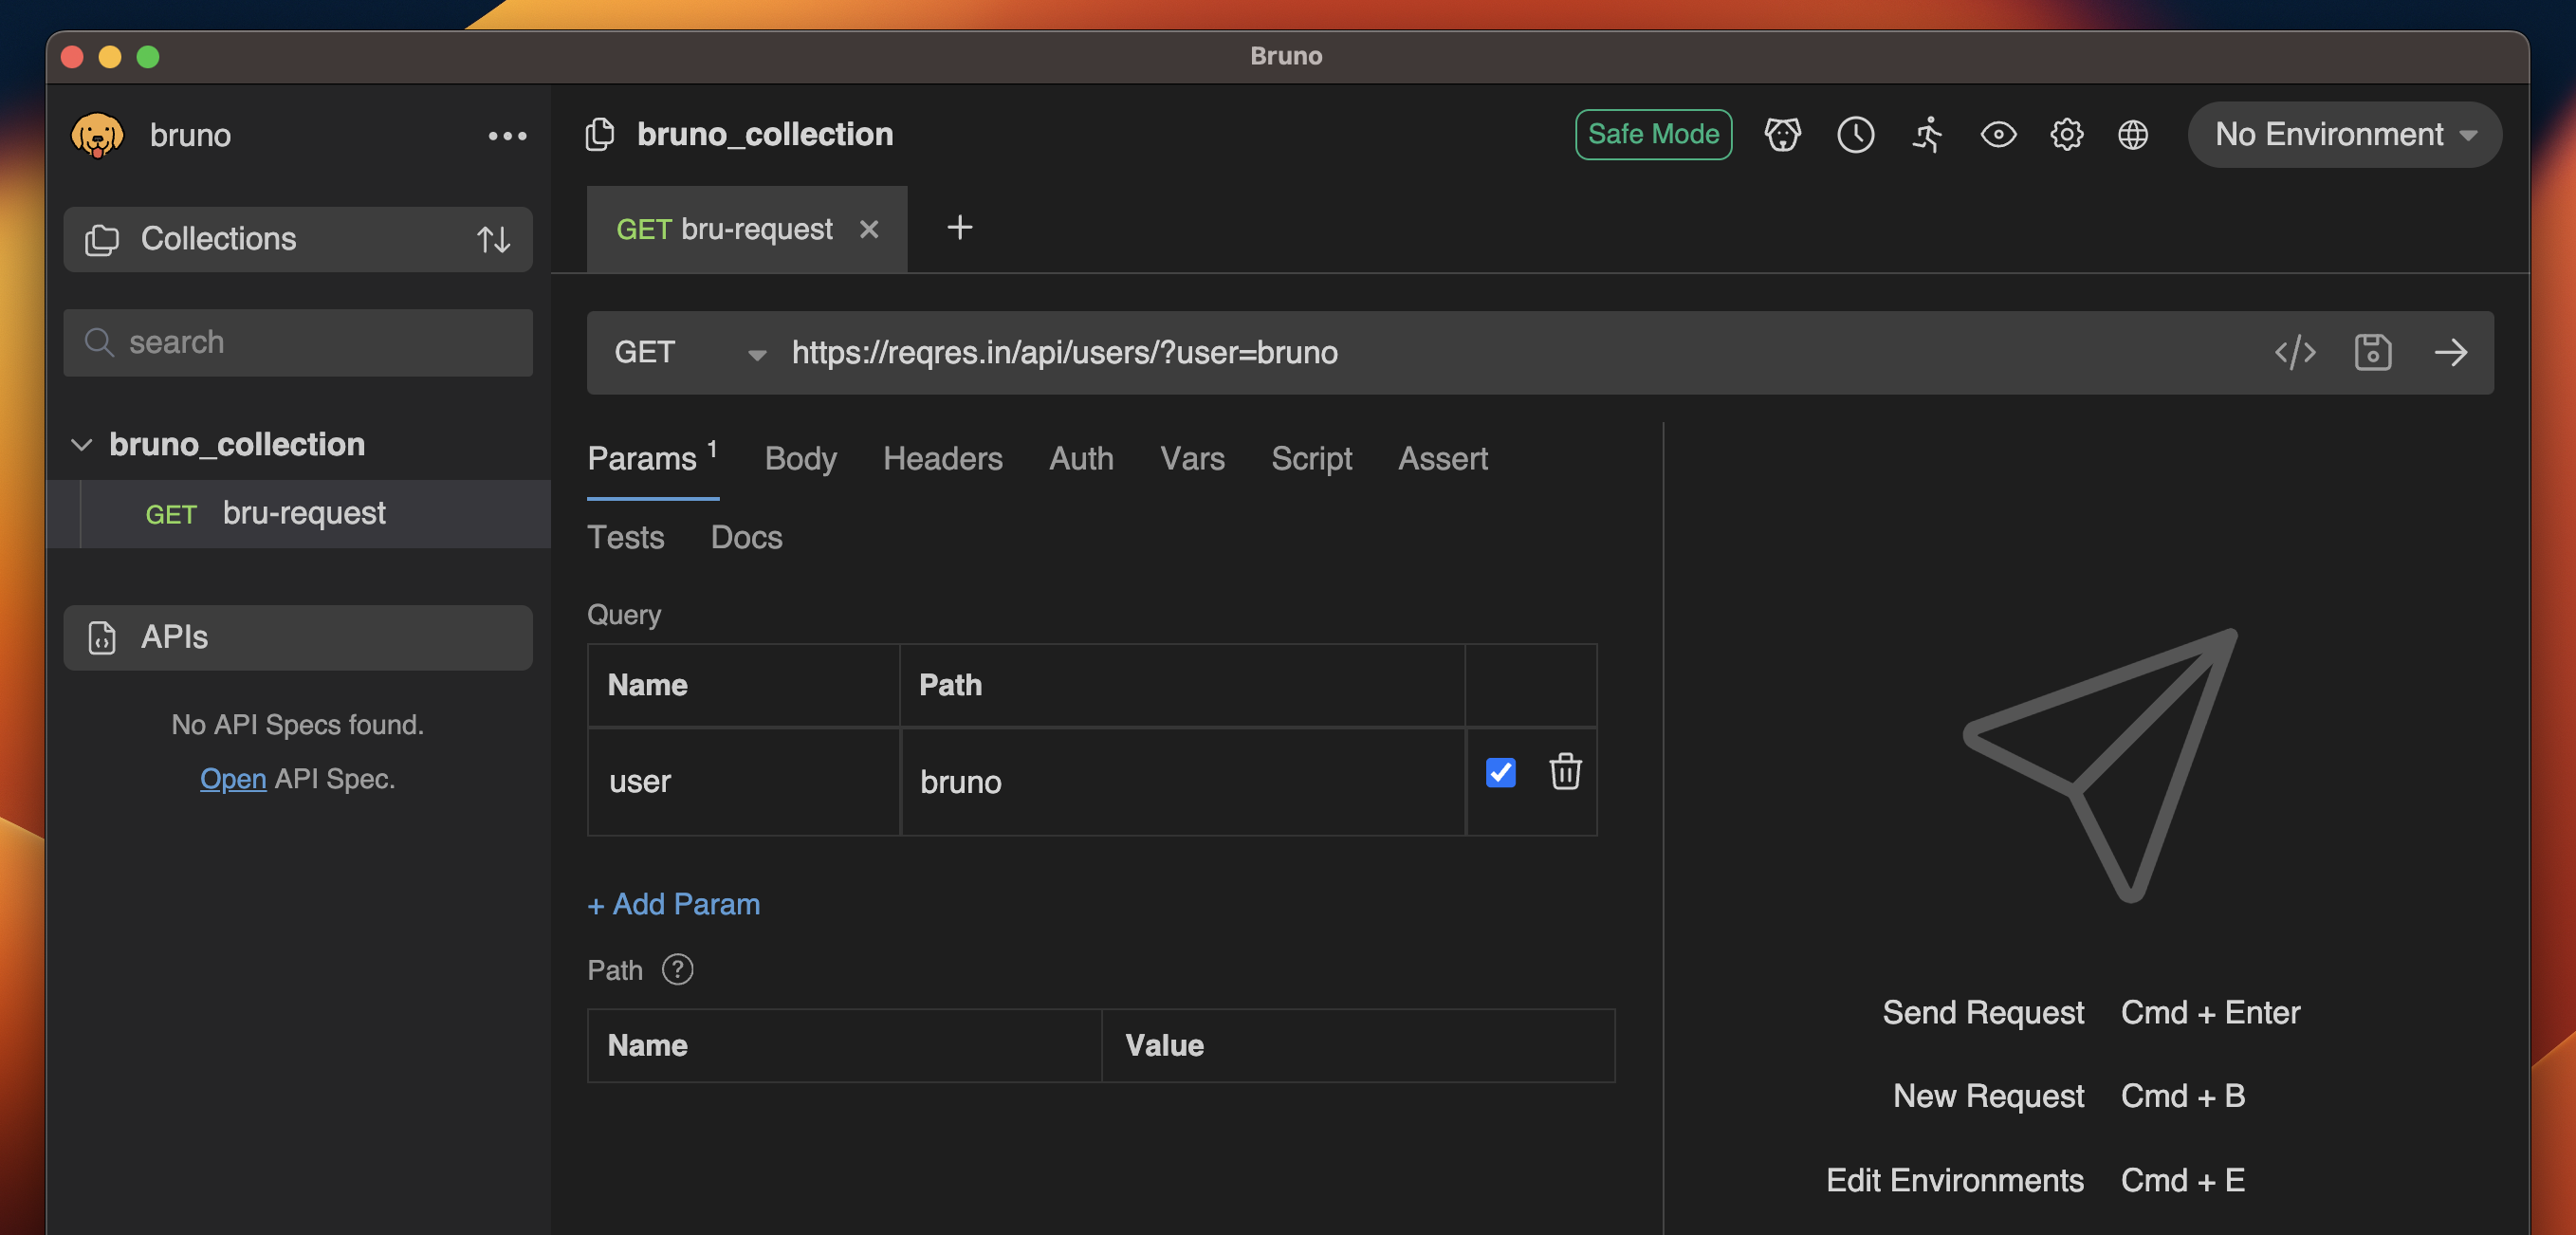 Bruno
bruno
Collections
search
bruno_collection
GET bru-request
APIs
No API Specs found.
Open API Spec.
bruno_collection
Safe Mode
No Environment
GET bru-request
GET https://reqres.in/api/users/?user=bruno
Params 1 Body Headers Auth Vars Script Assert
Tests Docs
Query
Name Path
user bruno
+ Add Param
Path ?
Name Value
Send Request Cmd + Enter
New Request Cmd + B
Edit Environments Cmd + E